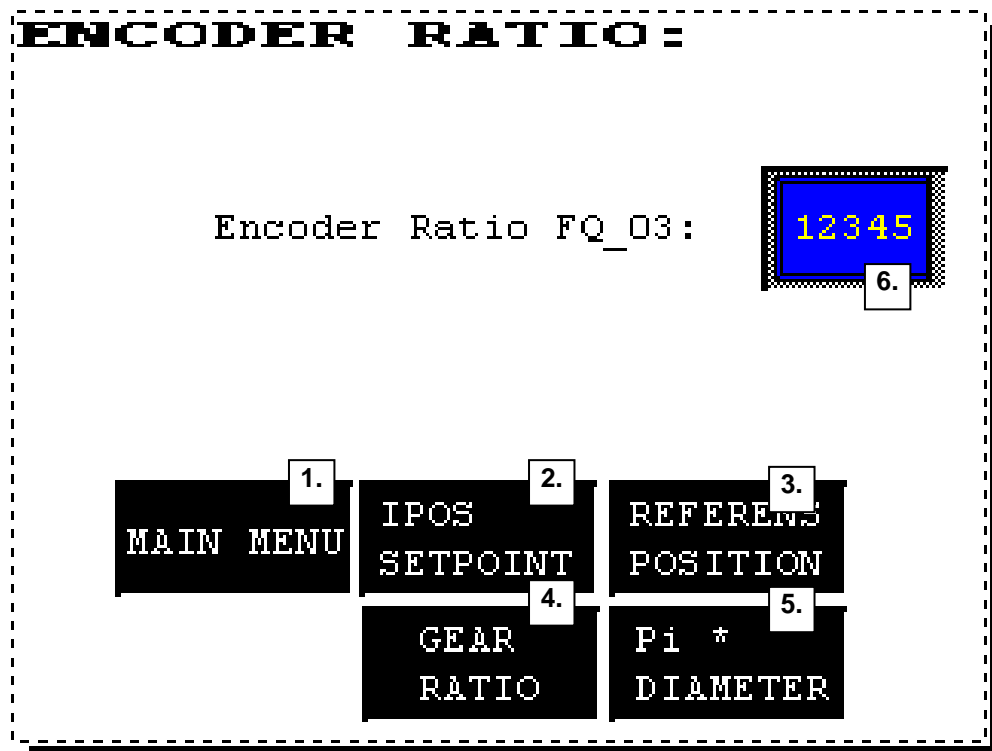 ENCODER RATIO:
Encoder Ratio FQ_03:
12345
6.
1.
MAIN MENU
2.
IPOS
SETPOINT
3.
REFERENS
POSITION
4.
GEAR
RATIO
5.
Pi *
DIAMETER